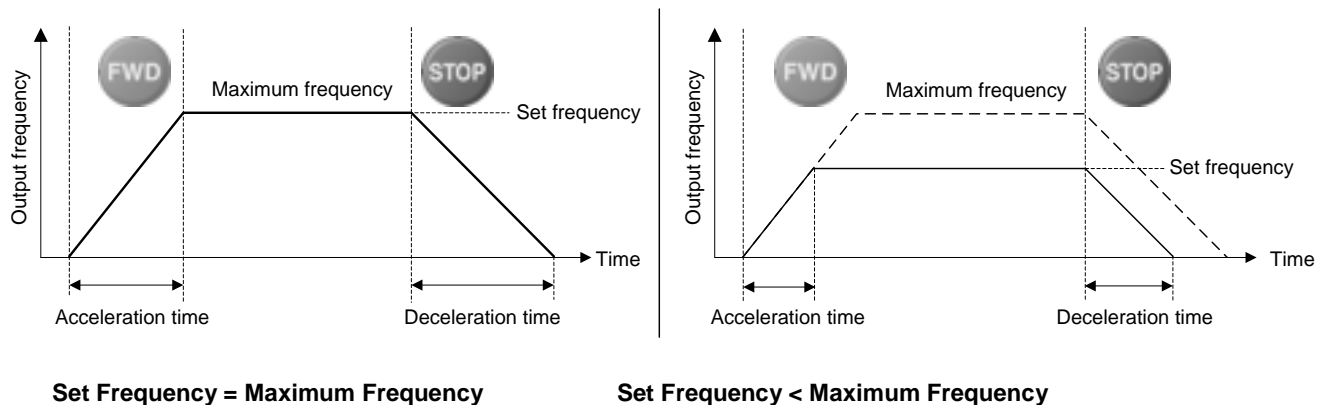 FWD
STOP
Maximum frequency
Set frequency
Output frequency
Time
Acceleration time
Deceleration time
Set Frequency = Maximum Frequency
FWD
STOP
Maximum frequency
Set frequency
Output frequency
Time
Acceleration time
Deceleration time
Set Frequency < Maximum Frequency